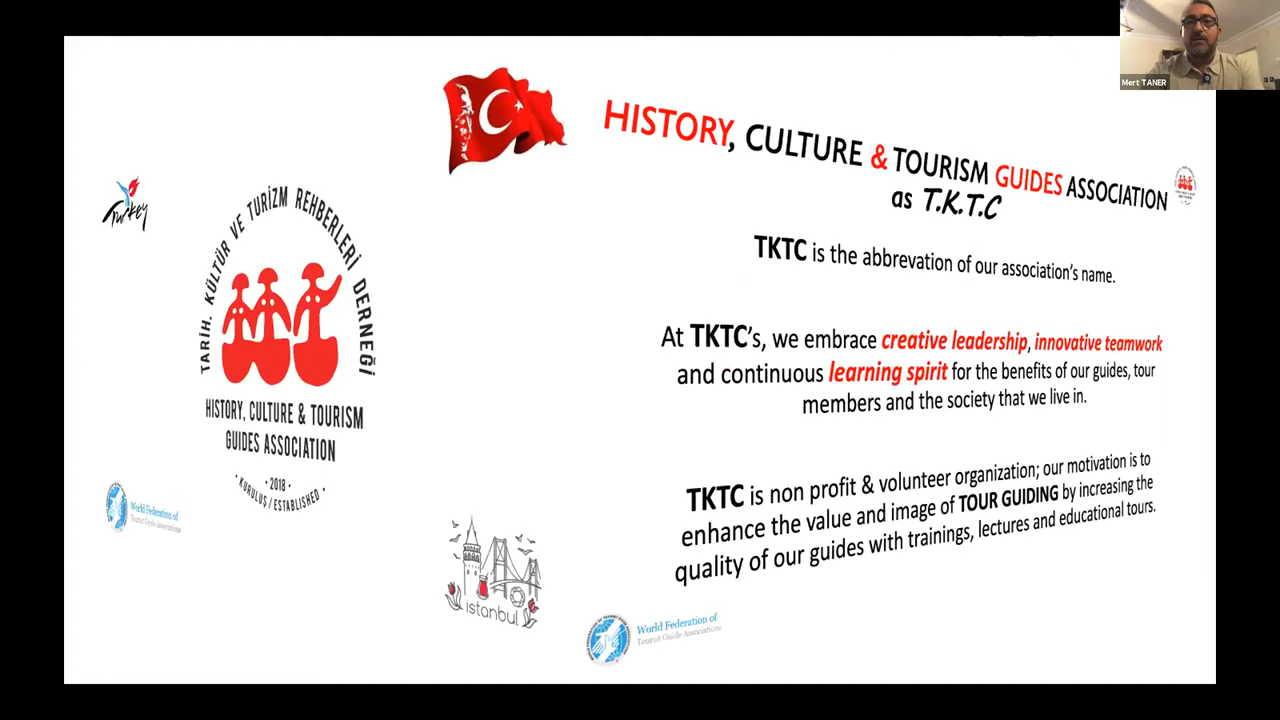 Mert TANER
HISTORY, CULTURE & TOURISM GUIDES ASSOCIATION
as T.K.T.C
TKTC is the abbrevation of our association's name.
At TKTC's, we embrace creative leadership, innovative teamwork
and continuous learning spirit for the benefits of our guides, tour
members and the society that we live in.
TKTC is non profit & volunteer organization; our motivation is to
enhance the value and image of TOUR GUIDING by increasing the
quality of our guides with trainings, lectures and educational tours.
Turkey
TARİH, KÜLTÜR VE TURİZM REHBERLERİ DERNEĞİ
HISTORY, CULTURE & TOURISM
GUIDES ASSOCIATION
• 2018 •
• KURULUŞ / ESTABLISHED •
World Federation of
Tourist Guide Associations
istanbul
World Federation of
Tourist Guide Associations